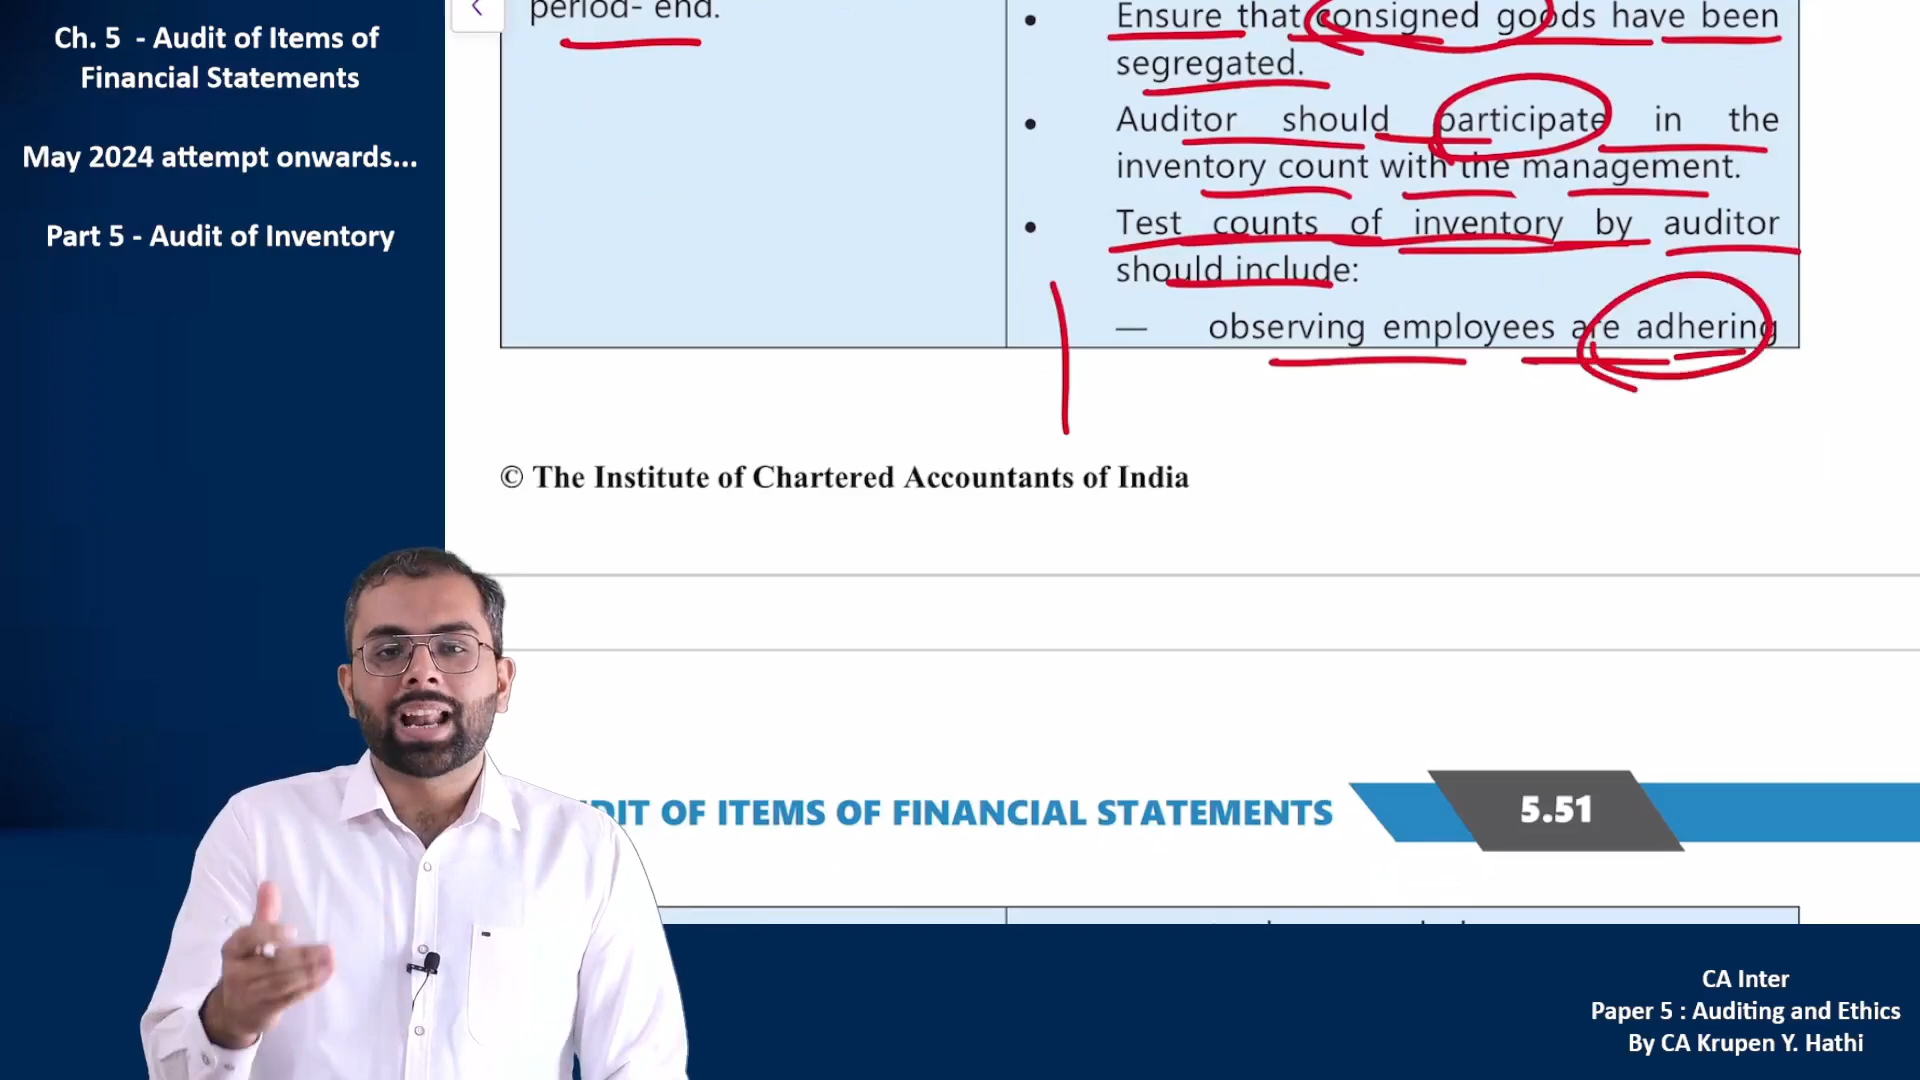 Ch. 5 - Audit of Items of
Financial Statements
May 2024 attempt onwards...
Part 5 - Audit of Inventory
period- end.
• Ensure that consigned goods have been
segregated.
• Auditor should participate in the
inventory count with the management.
• Test counts of inventory by auditor
should include:
— observing employees are adhering
© The Institute of Chartered Accountants of India
DIT OF ITEMS OF FINANCIAL STATEMENTS
5.51
CA Inter
Paper 5 : Auditing and Ethics
By CA Krupen Y. Hathi